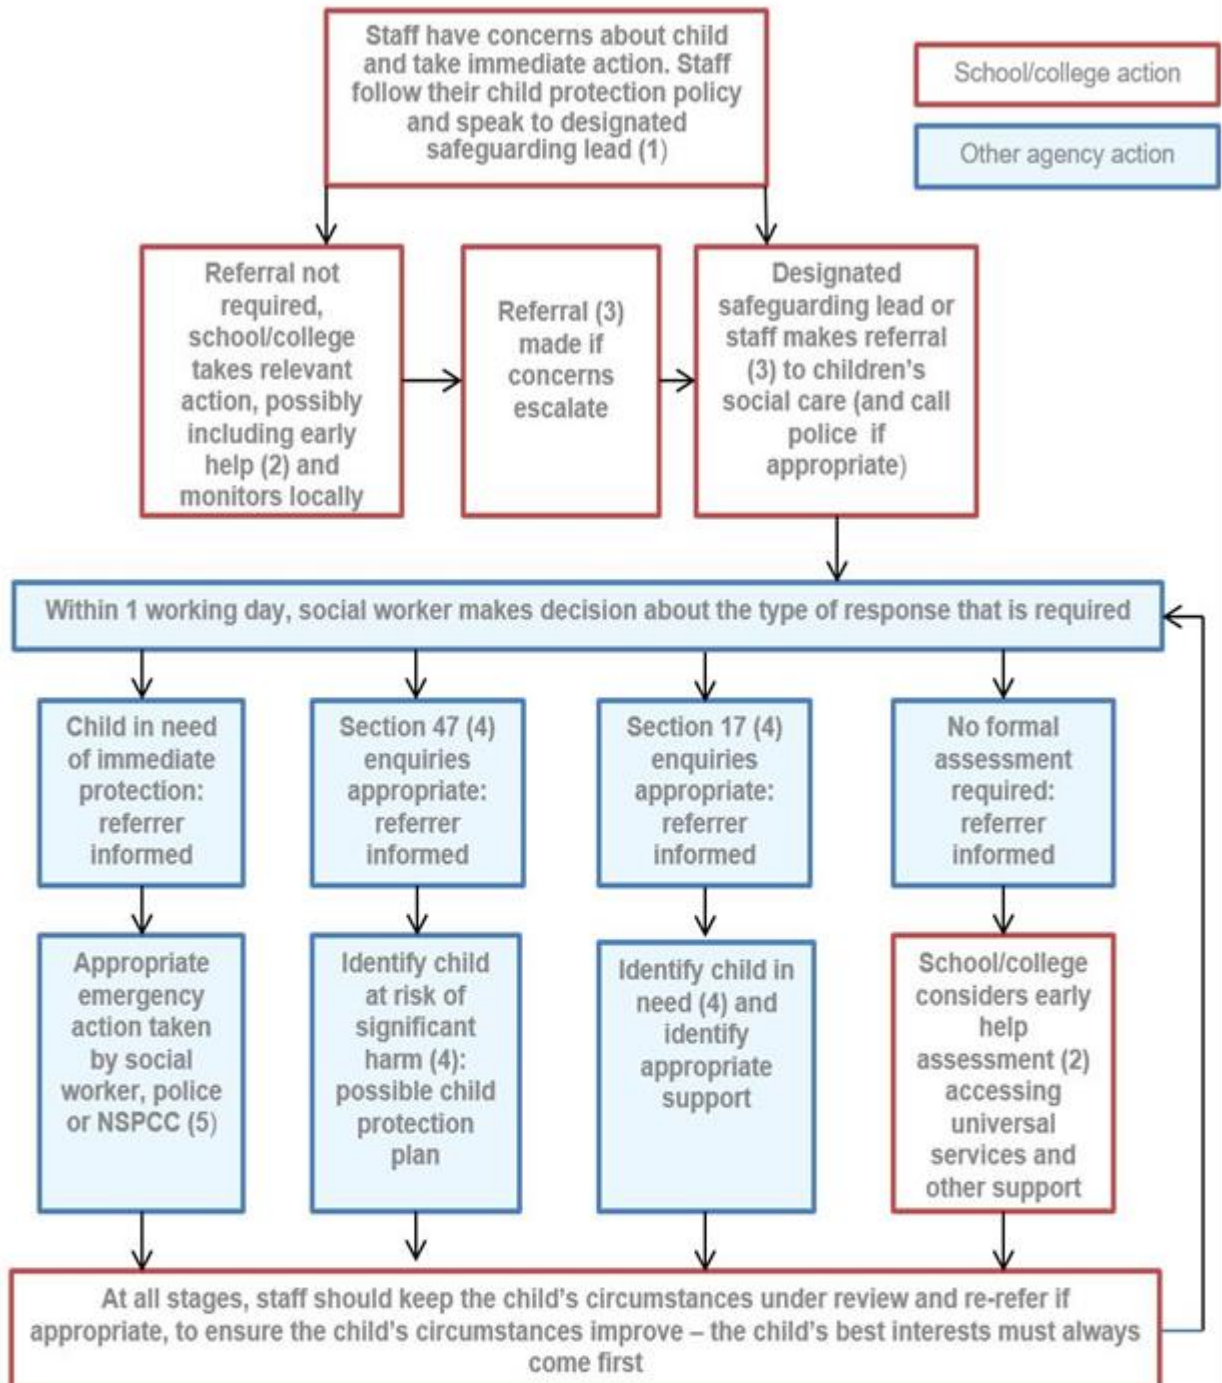 Staff have concerns about child
and take immediate action. Staff
follow their child protection policy
and speak to designated
safeguarding lead (1)
School/college action
Other agency action
Referral not
required,
school/college
takes relevant
action, possibly
including early
help (2) and
monitors locally
Referral (3)
made if
concerns
escalate
Designated
safeguarding lead or
staff makes referral
(3) to children’s
social care (and call
police if
appropriate)
Within 1 working day, social worker makes decision about the type of response that is required
Child in need
of immediate
protection:
referrer
informed
Section 47 (4)
enquiries
appropriate:
referrer
informed
Section 17 (4)
enquiries
appropriate:
referrer
informed
No formal
assessment
required:
referrer
informed
Appropriate
emergency
action taken
by social
worker, police
or NSPCC (5)
Identify child
at risk of
significant
harm (4):
possible child
protection
plan
Identify child in
need (4) and
identify
appropriate
support
School/college
considers early
help
assessment (2)
accessing
universal
services and
other support
At all stages, staff should keep the child’s circumstances under review and re-refer if
appropriate, to ensure the child’s circumstances improve – the child’s best interests must always
come first